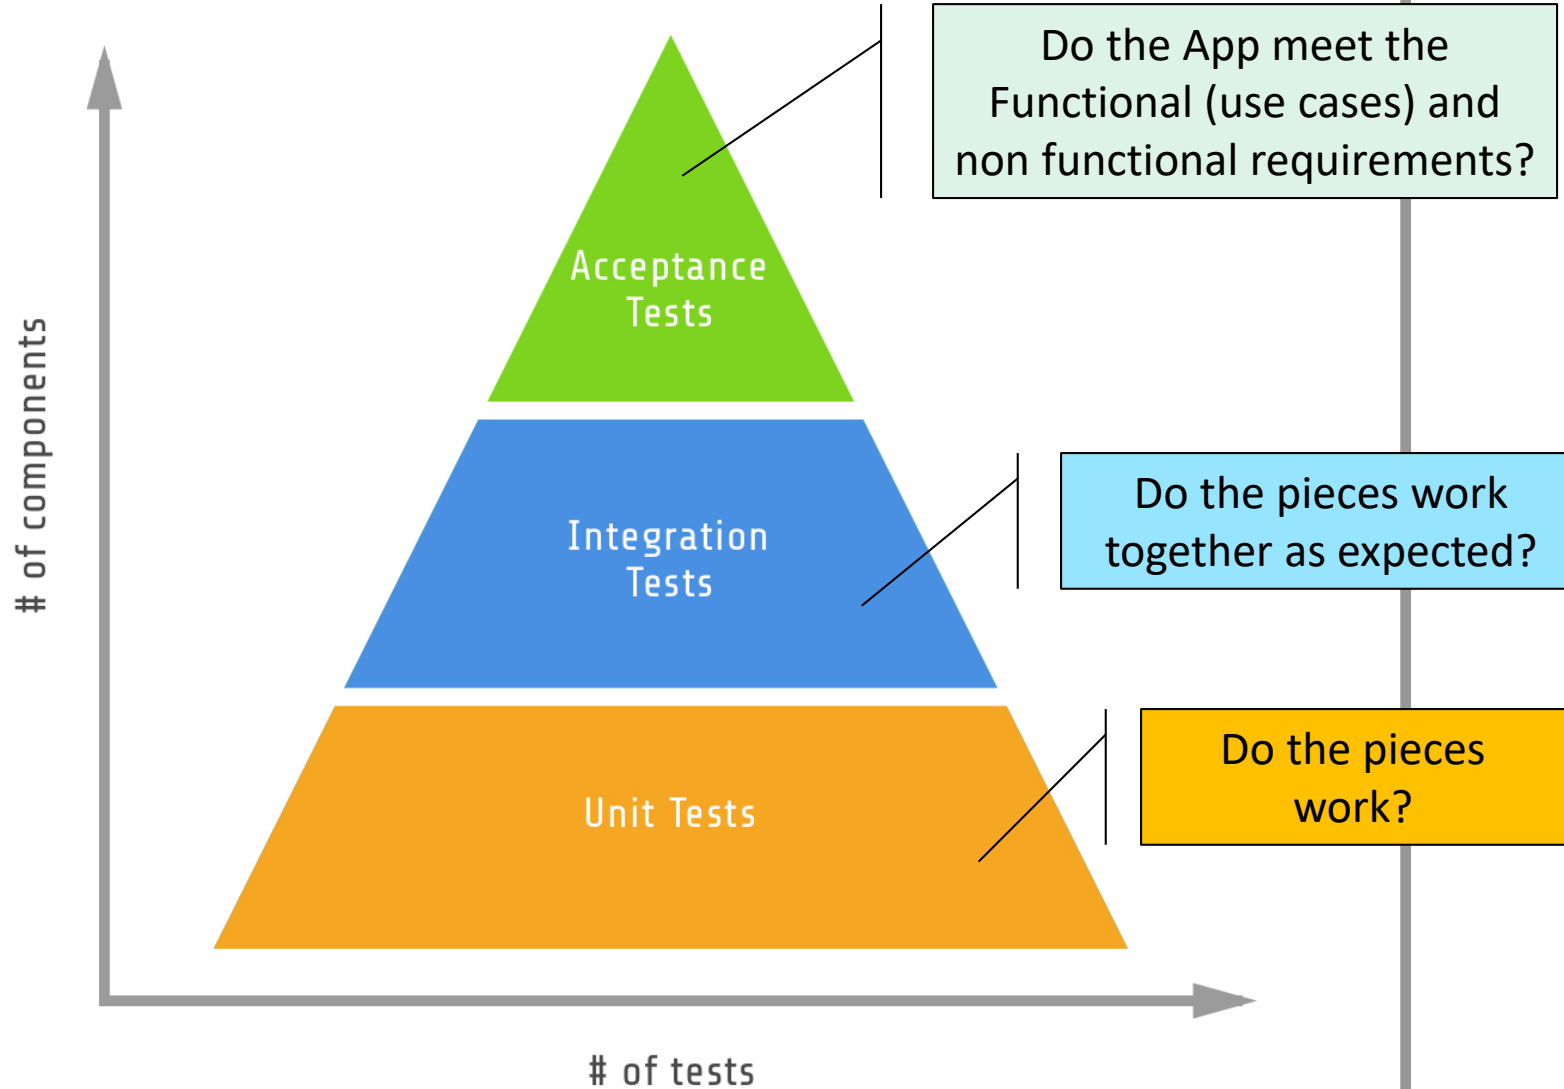 Do the App meet the
Functional (use cases) and
non functional requirements?
Acceptance
Tests
# of components
Integration
Tests
Do the pieces work
together as expected?
Unit Tests
Do the pieces
work?
# of tests